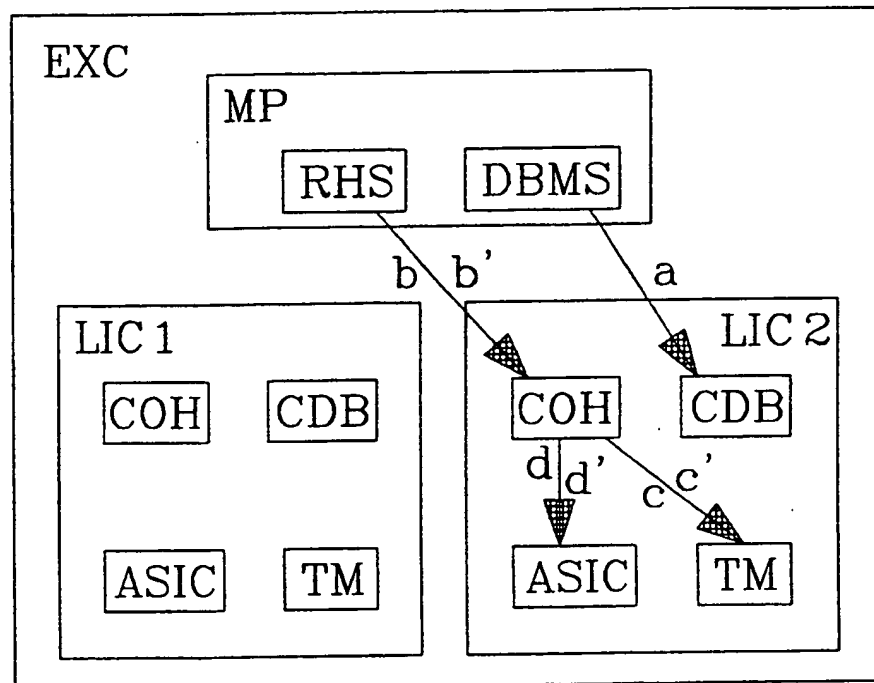 EXC
MP
RHS DBMS
b b' a
LIC 1 LIC 2
COH CDB COH CDB
d d' c c'
ASIC TM ASIC TM